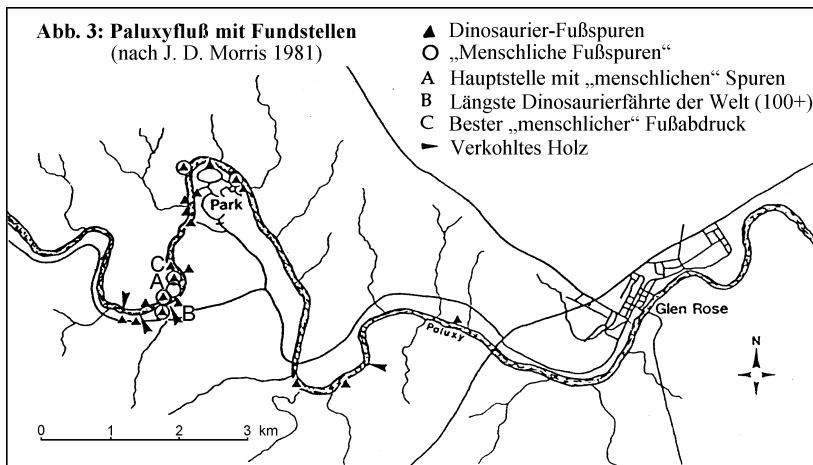 Abb. 3: Paluxyfluß mit Fundstellen
(nach J. D. Morris 1981)
Dinosaurier-Fußspuren
„Menschliche Fußspuren“
A Hauptstelle mit „menschlichen“ Spuren
B Längste Dinosaurierfährte der Welt (100+)
C Bester „menschlicher“ Fußabdruck
Verkohltes Holz
Park
C
A
B
Glen Rose
Paluxy
N
0 1 2 3 km